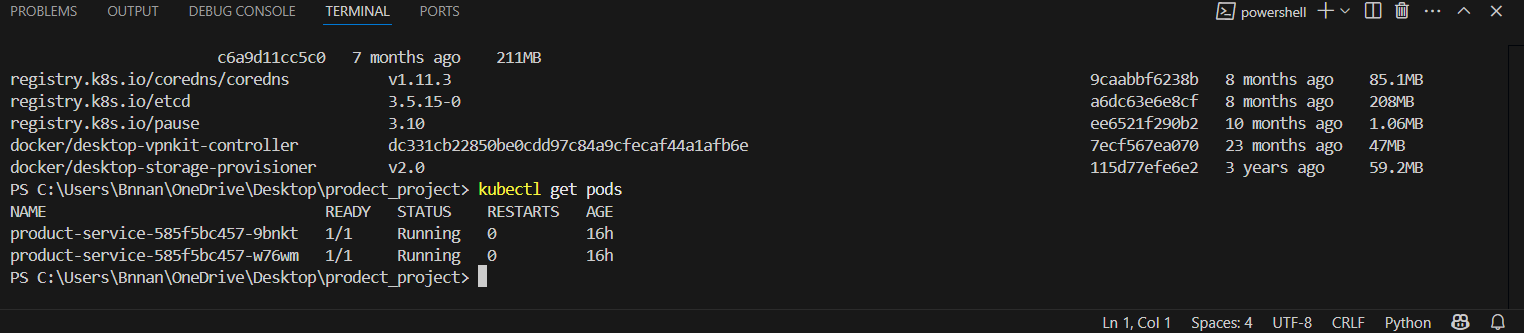 PROBLEMS OUTPUT DEBUG CONSOLE TERMINAL PORTS powershell
c6a9d11cc5c0 7 months ago 211MB
registry.k8s.io/coredns/coredns v1.11.3 9caabbf6238b 8 months ago 85.1MB
registry.k8s.io/etcd 3.5.15-0 a6dc63e6e8cf 8 months ago 208MB
registry.k8s.io/pause 3.10 ee6521f290b2 10 months ago 1.06MB
docker/desktop-vpnkit-controller dc331cb22850be0cdd97c84a9cfecaf44a1afb6e 7ecf567ea070 23 months ago 47MB
docker/desktop-storage-provisioner v2.0 115d77efe6e2 3 years ago 59.2MB
PS C:\Users\Bnnan\OneDrive\Desktop\prodect_project> kubectl get pods
NAME READY STATUS RESTARTS AGE
product-service-585f5bc457-9bnkt 1/1 Running 0 16h
product-service-585f5bc457-w76wm 1/1 Running 0 16h
PS C:\Users\Bnnan\OneDrive\Desktop\prodect_project>
Ln 1, Col 1 Spaces: 4 UTF-8 CRLF Python